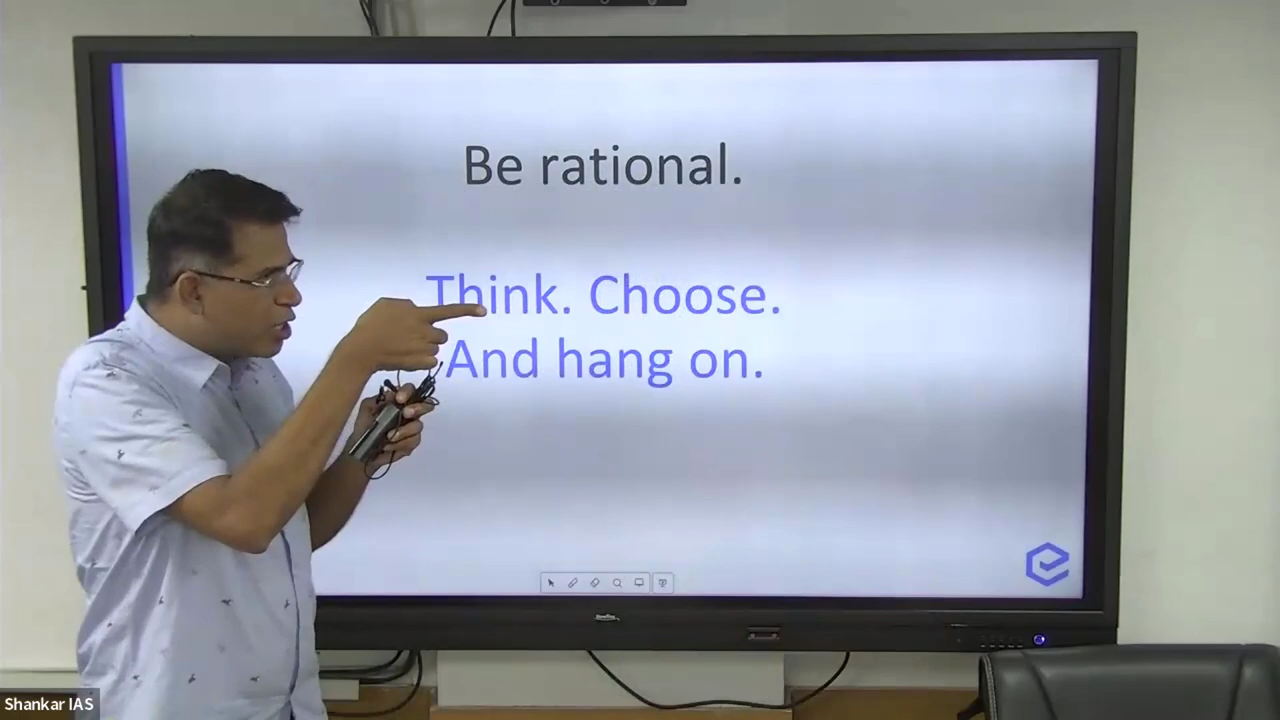 Be rational.
Think. Choose.
And hang on.
Shankar IAS